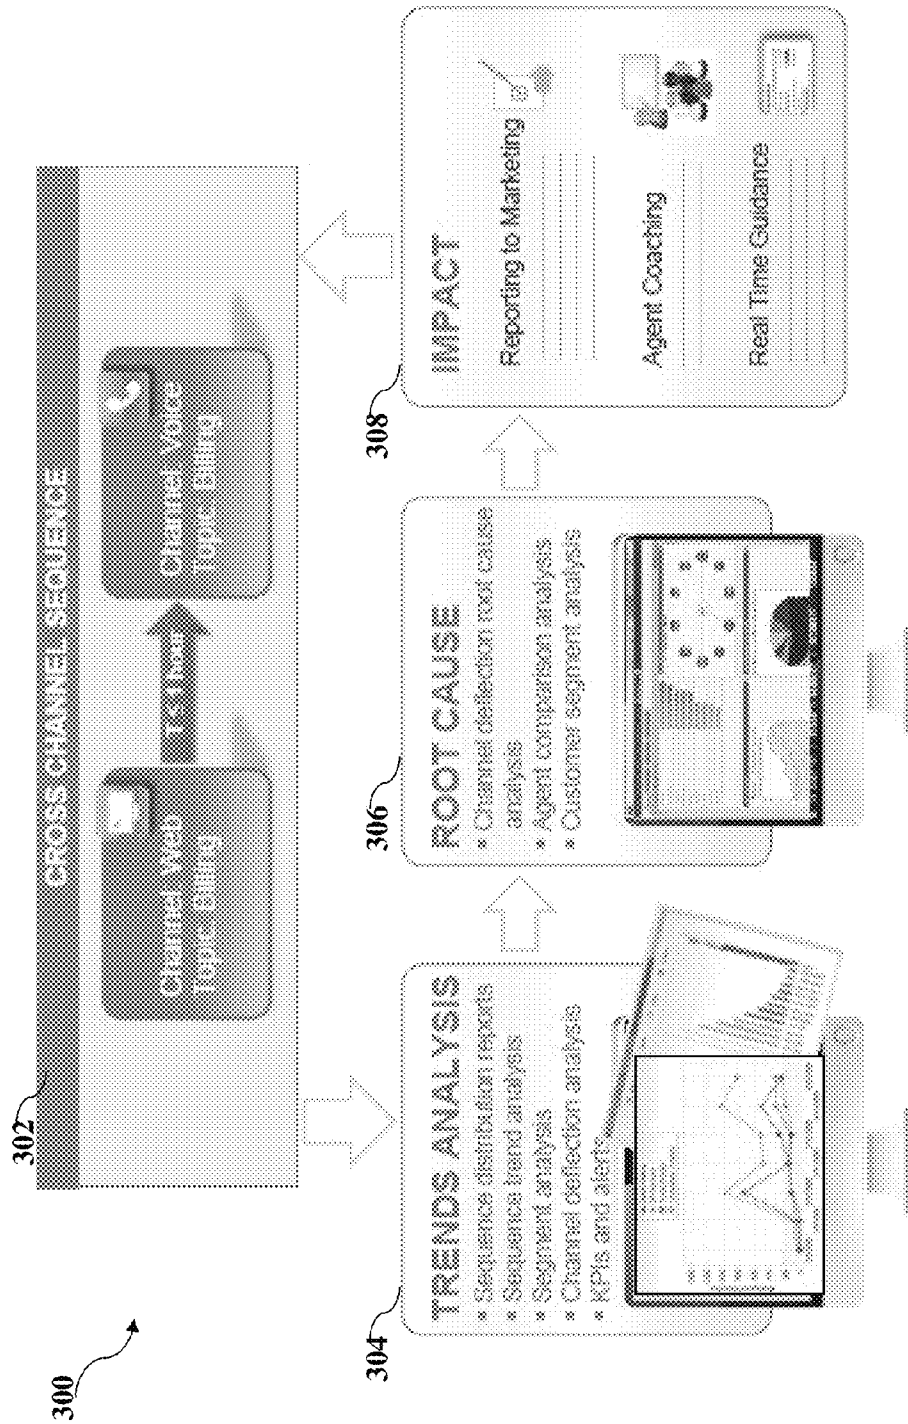 300
302
CROSS CHANNEL SEQUENCE
Channel Web
Topic Billing
T < 1 hour
Channel Voice
Topic Billing
304
TRENDS ANALYSIS
• Sequence distribution reports
• Sequence trend analysis
• Segment analysis
• Channel deflection analysis
• KPIs and alerts
306
ROOT CAUSE
• Channel deflection root cause
analysis
• Agent comparison analysis
• Customer segment analysis
308
IMPACT
Reporting to Marketing
Agent Coaching
Real Time Guidance